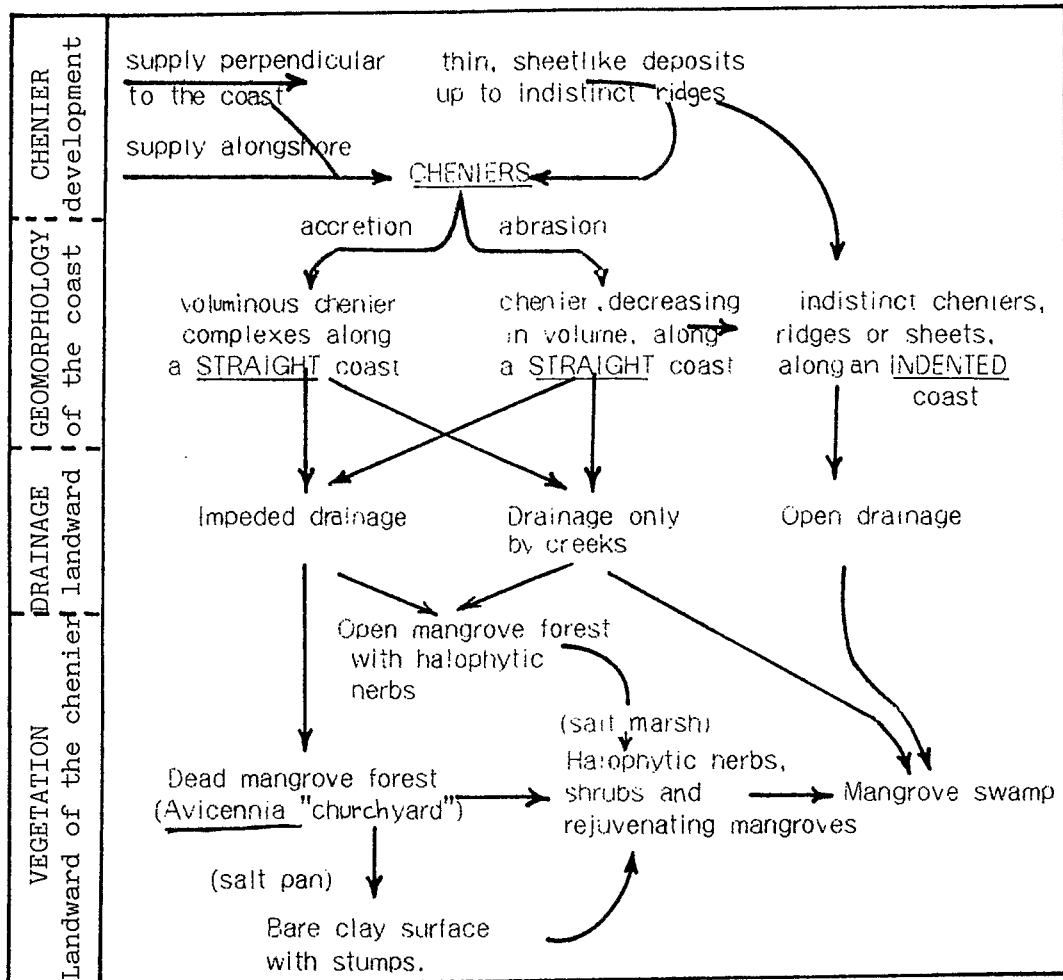 CHENIER
development
supply perpendicular
to the coast
thin, sheetlike deposits
up to indistinct ridges
supply alongshore
CHENIERS
GEOMORPHOLOGY
of the coast
accretion
abrasion
voluminous chenier
complexes along
a STRAIGHT coast
chenier, decreasing
in volume, along
a STRAIGHT coast
indistinct cheniers,
ridges or sheets,
along an INDENTED
coast
DRAINAGE
landward
Impeded drainage
Drainage only
by creeks
Open drainage
VEGETATION
Landward of the chenier
Open mangrove forest
with halophytic
nerbs
(salt marsh)
Halophytic nerbs,
shrubs and
rejuvenating mangroves
Mangrove swamp
Dead mangrove forest
(Avicennia "churchyard")
(salt pan)
Bare clay surface
with stumps.